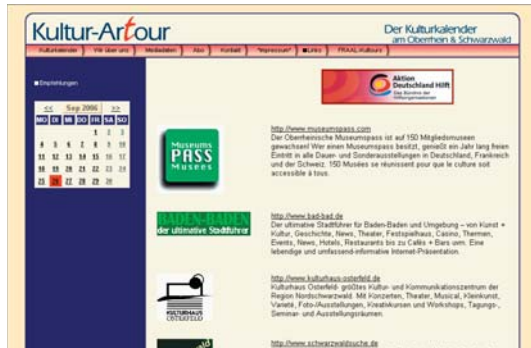 Kultur-Artour
Der Kulturkalender
am Oberrhein & Schwarzwald
Kulturkalender Wir über uns Mediadaten Abo Kontakt "Impressum" Links FRAAL Kultours
Empfehlungen
<< Sep 2006 >>
MO DI MI DO FR SA SO
1 2 3
4 5 6 7 8 9 10
11 12 13 14 15 16 17
18 19 20 21 22 23 24
25 26 27 28 29 30
Aktion
Deutschland Hilft
Das Bündnis der
Hilfsorganisationen
Museums
PASS
Musées
http://www.museumspass.com
Der Oberrheinische Museumspass ist auf 150 Mitgliedsmuseen
gewachsen! Wer einen Museumspass besitzt, genießt ein Jahr lang freien
Eintritt in alle Dauer- und Sonderausstellungen in Deutschland, Frankreich
und der Schweiz. 150 Musées se réunissent pour que le culture soit
accessible à tous.
BADEN-BADEN
der ultimative Stadtführer
http://www.bad-bad.de
Der ultimative Stadtführer für Baden-Baden und Umgebung - von Kunst +
Kultur, Geschichte, News, Theater, Festspielhaus, Casino, Thermen,
Events, News, Hotels, Restaurants bis zu Cafés + Bars uvm. Eine
lebendige und umfassend-informative Internet-Präsentation.
KULTURHAUS
OSTERFELD
http://www.kulturhaus-osterfeld.de
Kulturhaus Osterfeld- größtes Kultur- und Kommunikationszentrum der
Region Nordschwarzwald. Mit Konzerten, Theater, Musical, Kleinkunst,
Varieté, Foto-/Ausstellungen, Kreativkursen und Workshops, Tagungs-,
Seminar- und Ausstellungsräumen.
http://www.schwarzwaldsuche.de